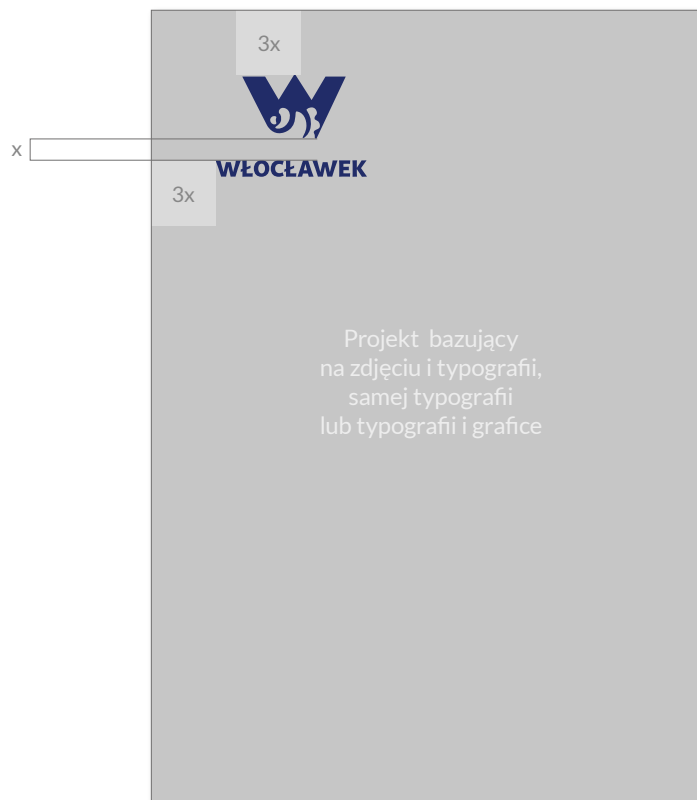 3x
W
x
WŁOCŁAWEK
3x
Projekt bazujący
na zdjęciu i typografii,
samej typografii
lub typografii i grafice